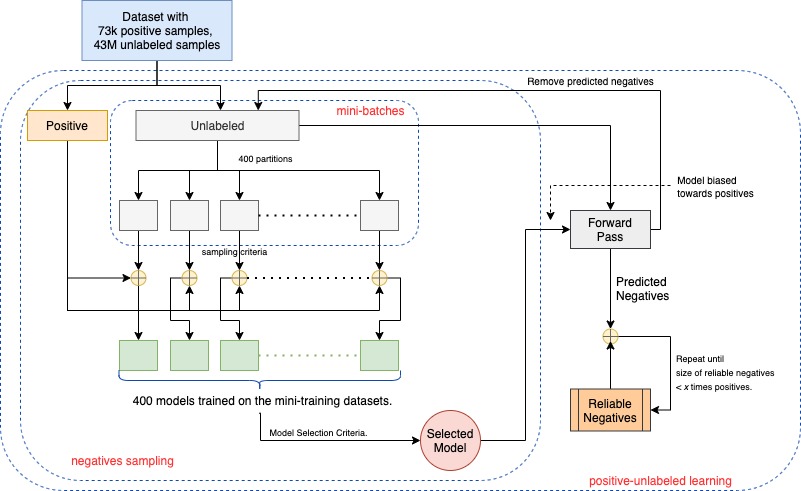 Dataset with
73k positive samples,
43M unlabeled samples
Remove predicted negatives
mini-batches
Positive
Unlabeled
400 partitions
Model biased
towards positives
Forward
Pass
sampling criteria
Predicted
Negatives
Repeat until
size of reliable negatives
< x times positives.
400 models trained on the mini-training datasets.
Reliable
Negatives
Model Selection Criteria.
Selected
Model
negatives sampling
positive-unlabeled learning